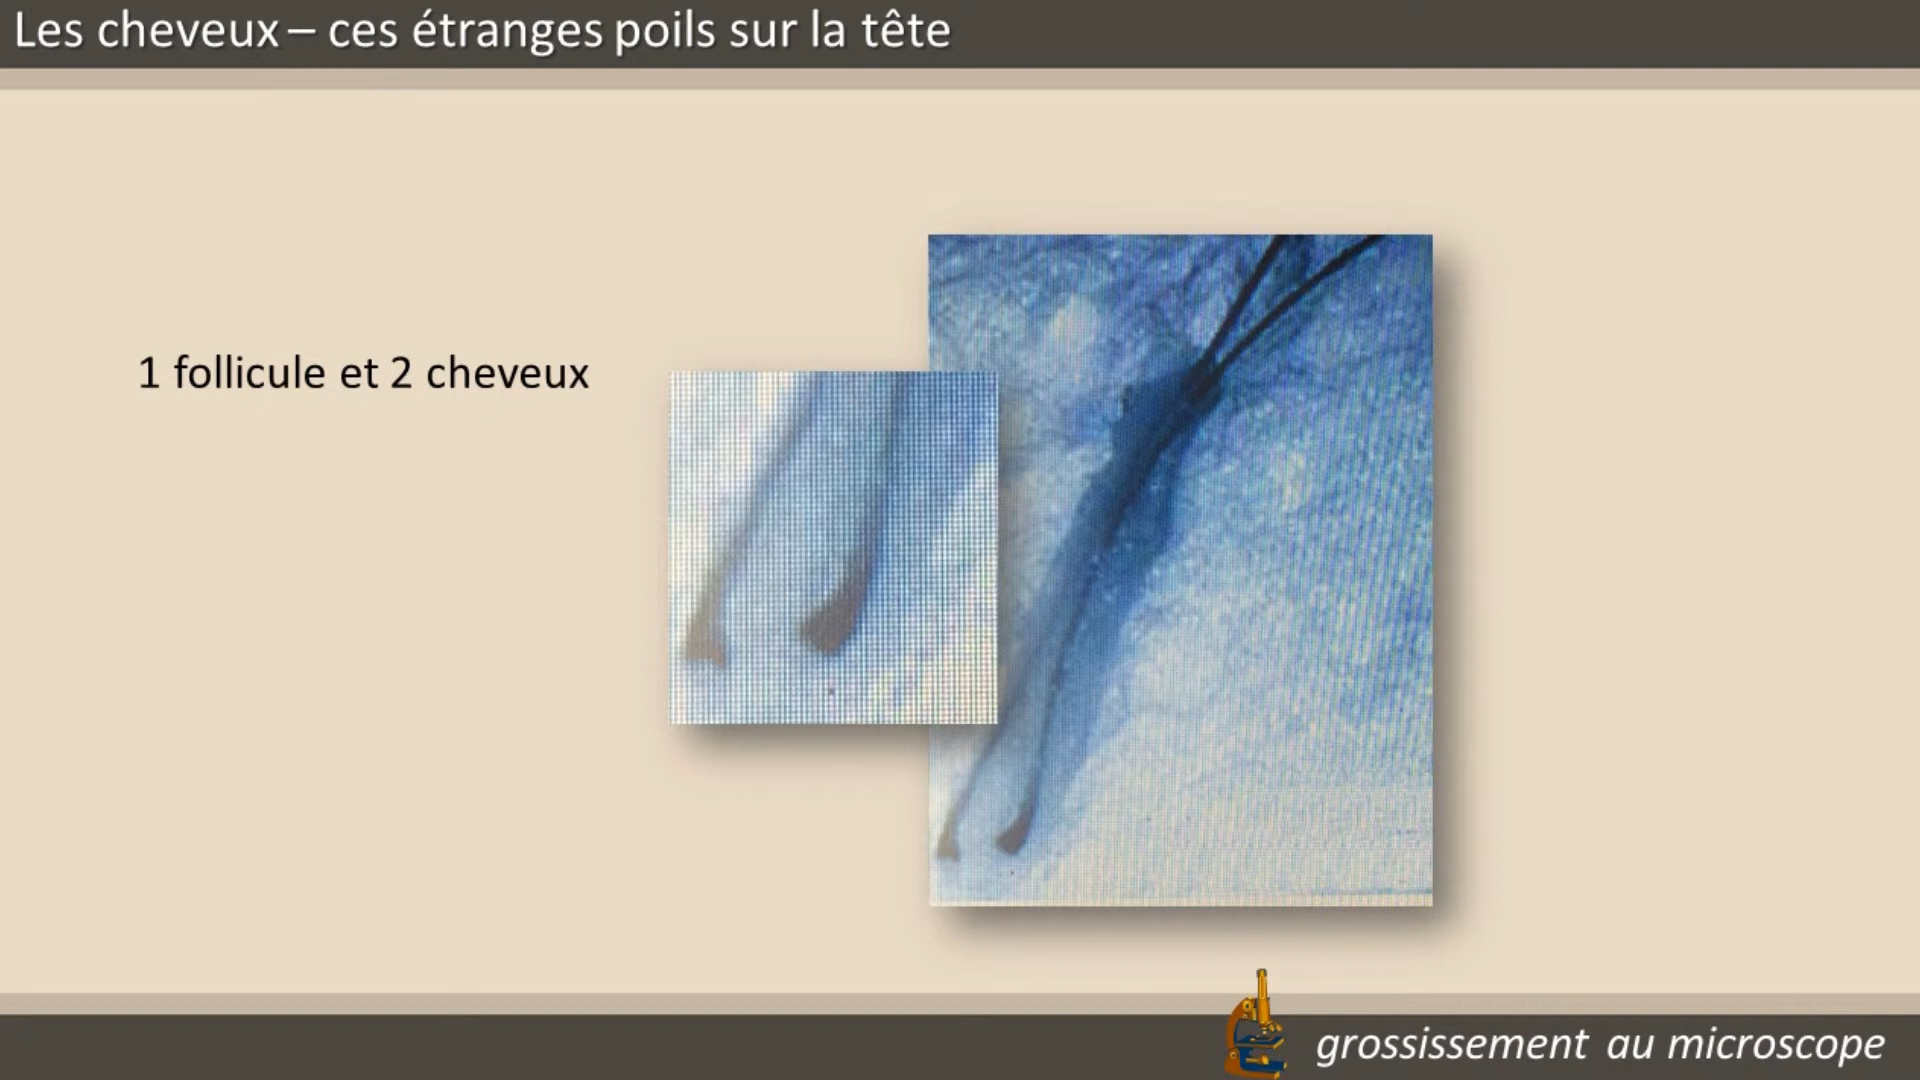 Les cheveux – ces étranges poils sur la tête
1 follicule et 2 cheveux
grossissement au microscope